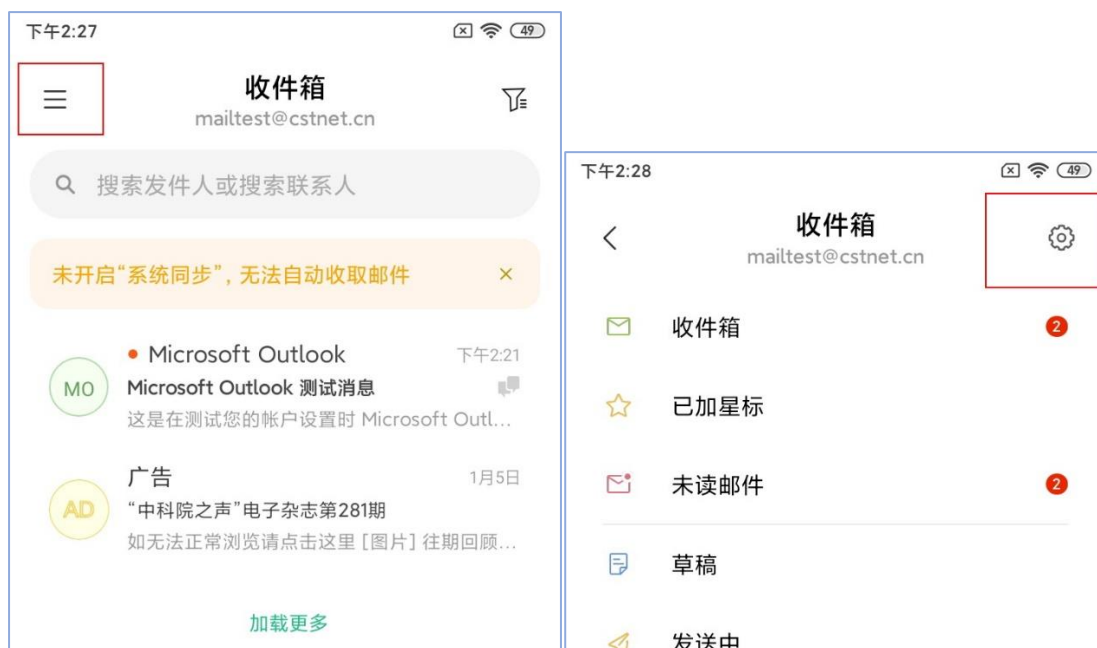 下午2:27
49
收件箱
mailtest@cstnet.cn
搜索发件人或搜索联系人
未开启“系统同步”，无法自动收取邮件
MO
Microsoft Outlook
下午2:21
Microsoft Outlook 测试消息
这是在测试您的帐户设置时 Microsoft Outl...
AD
广告
1月5日
“中科院之声”电子杂志第281期
如无法正常浏览请点击这里 [图片] 往期回顾...
加载更多
下午2:28
49
收件箱
mailtest@cstnet.cn
收件箱
2
已加星标
未读邮件
2
草稿
发送中